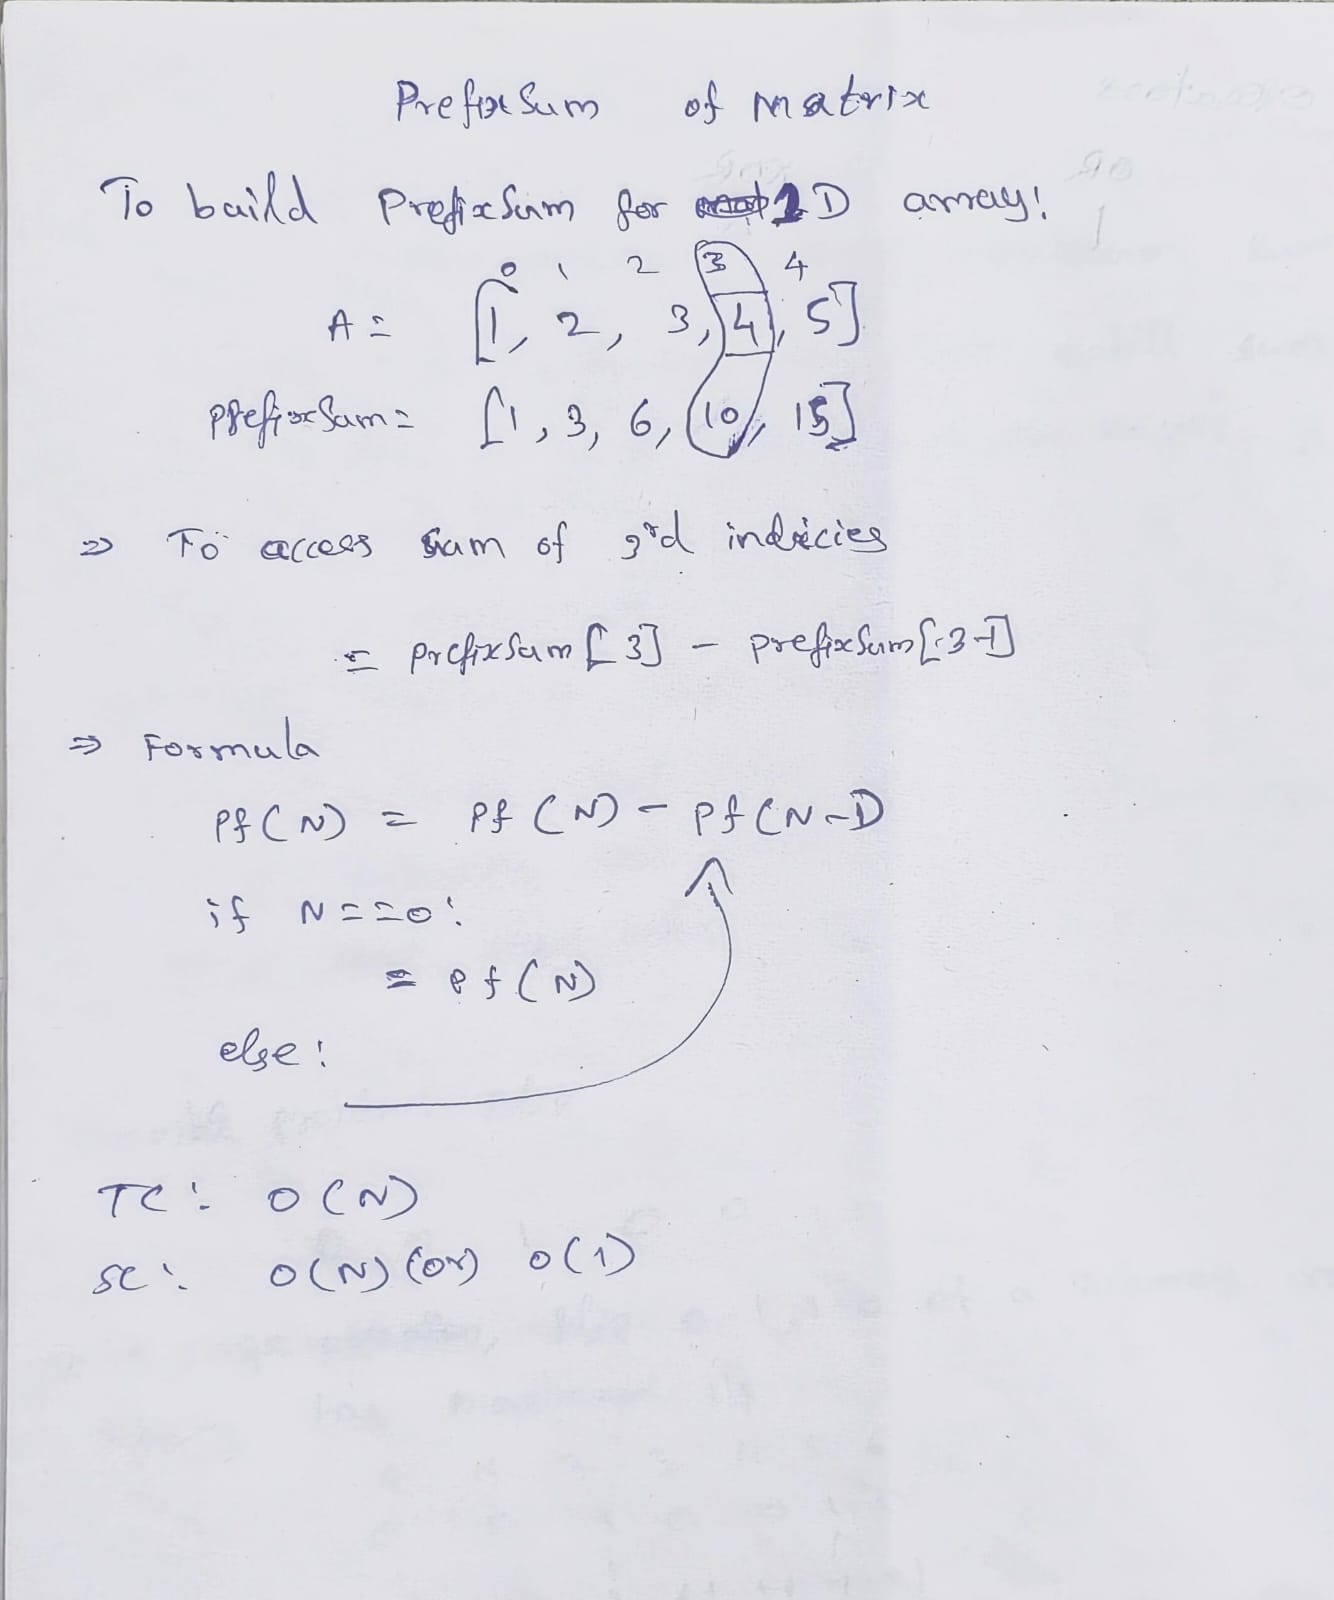 PrefixSum of matrix
To build PrefixSum for 1D array:
0 1 2 3 4
A = [1, 2, 3, 4, 5]
PrefixSum = [1, 3, 6, 10, 15]
⇒ To access sum of 3rd indicies
= PrefixSum[3] - prefixSum[3-1]
⇒ Formula
Pf(N) = Pf(N) - Pf(N-1)
if N==0:
= Pf(N)
else:
TC: O(N)
SC: O(N) (or) O(1)